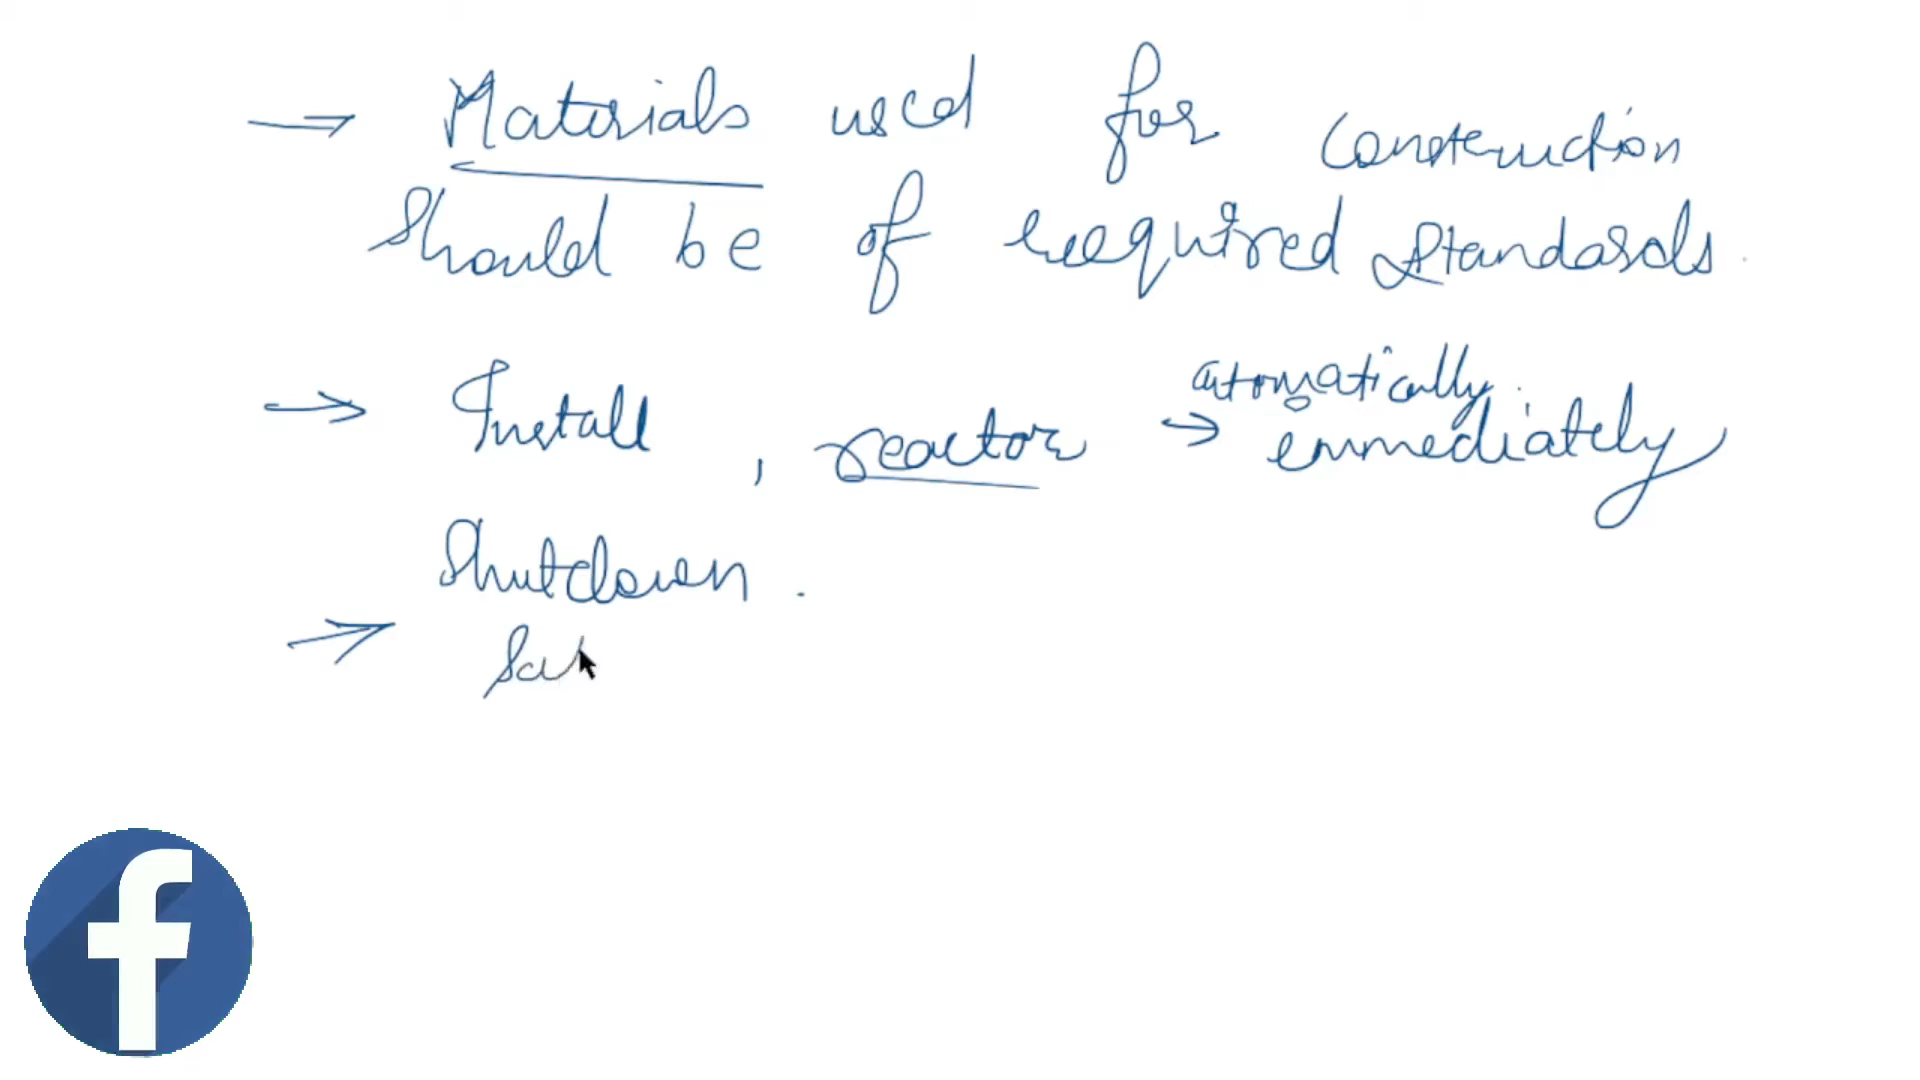 → Materials used for Construction
Should be of required Standards.
→ Install, reactor → automatically immediately
Shutdown.
→